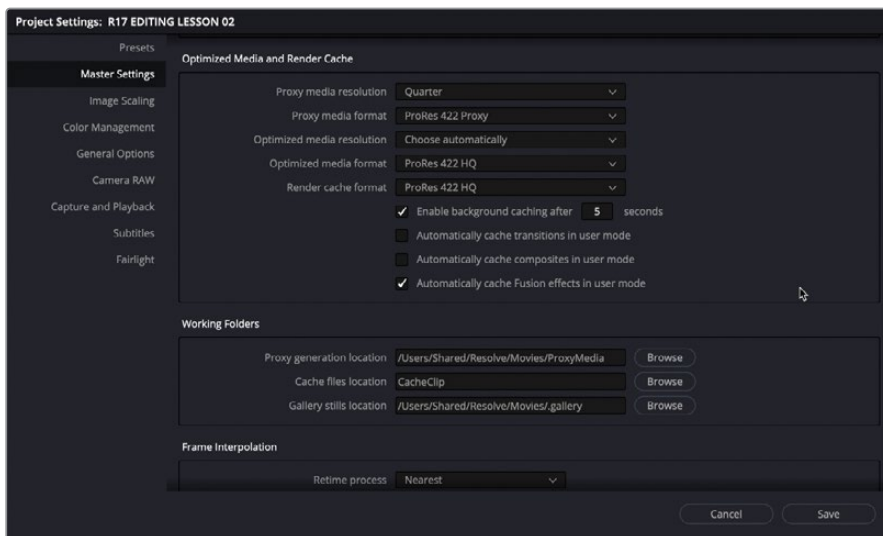 Project Settings: R17 EDITING LESSON 02
Presets
Master Settings
Image Scaling
Color Management
General Options
Camera RAW
Capture and Playback
Subtitles
Fairlight
Optimized Media and Render Cache
Proxy media resolution Quarter
Proxy media format ProRes 422 Proxy
Optimized media resolution Choose automatically
Optimized media format ProRes 422 HQ
Render cache format ProRes 422 HQ
Enable background caching after 5 seconds
Automatically cache transitions in user mode
Automatically cache composites in user mode
Automatically cache Fusion effects in user mode
Working Folders
Proxy generation location /Users/Shared/Resolve/Movies/ProxyMedia Browse
Cache files location CacheClip Browse
Gallery stills location /Users/Shared/Resolve/Movies/.gallery Browse
Frame Interpolation
Retime process Nearest
Cancel Save